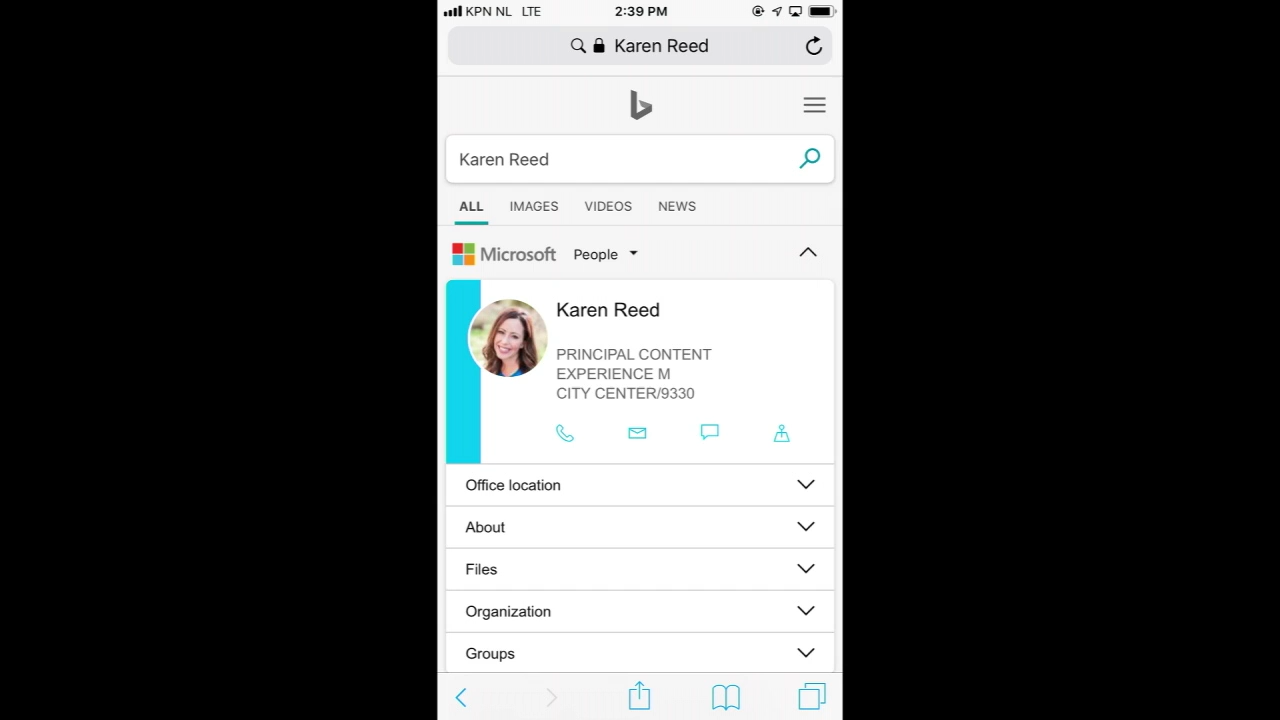 KPN NL LTE 2:39 PM
Karen Reed
Karen Reed
ALL IMAGES VIDEOS NEWS
Microsoft People
Karen Reed
PRINCIPAL CONTENT
EXPERIENCE M
CITY CENTER/9330
Office location
About
Files
Organization
Groups